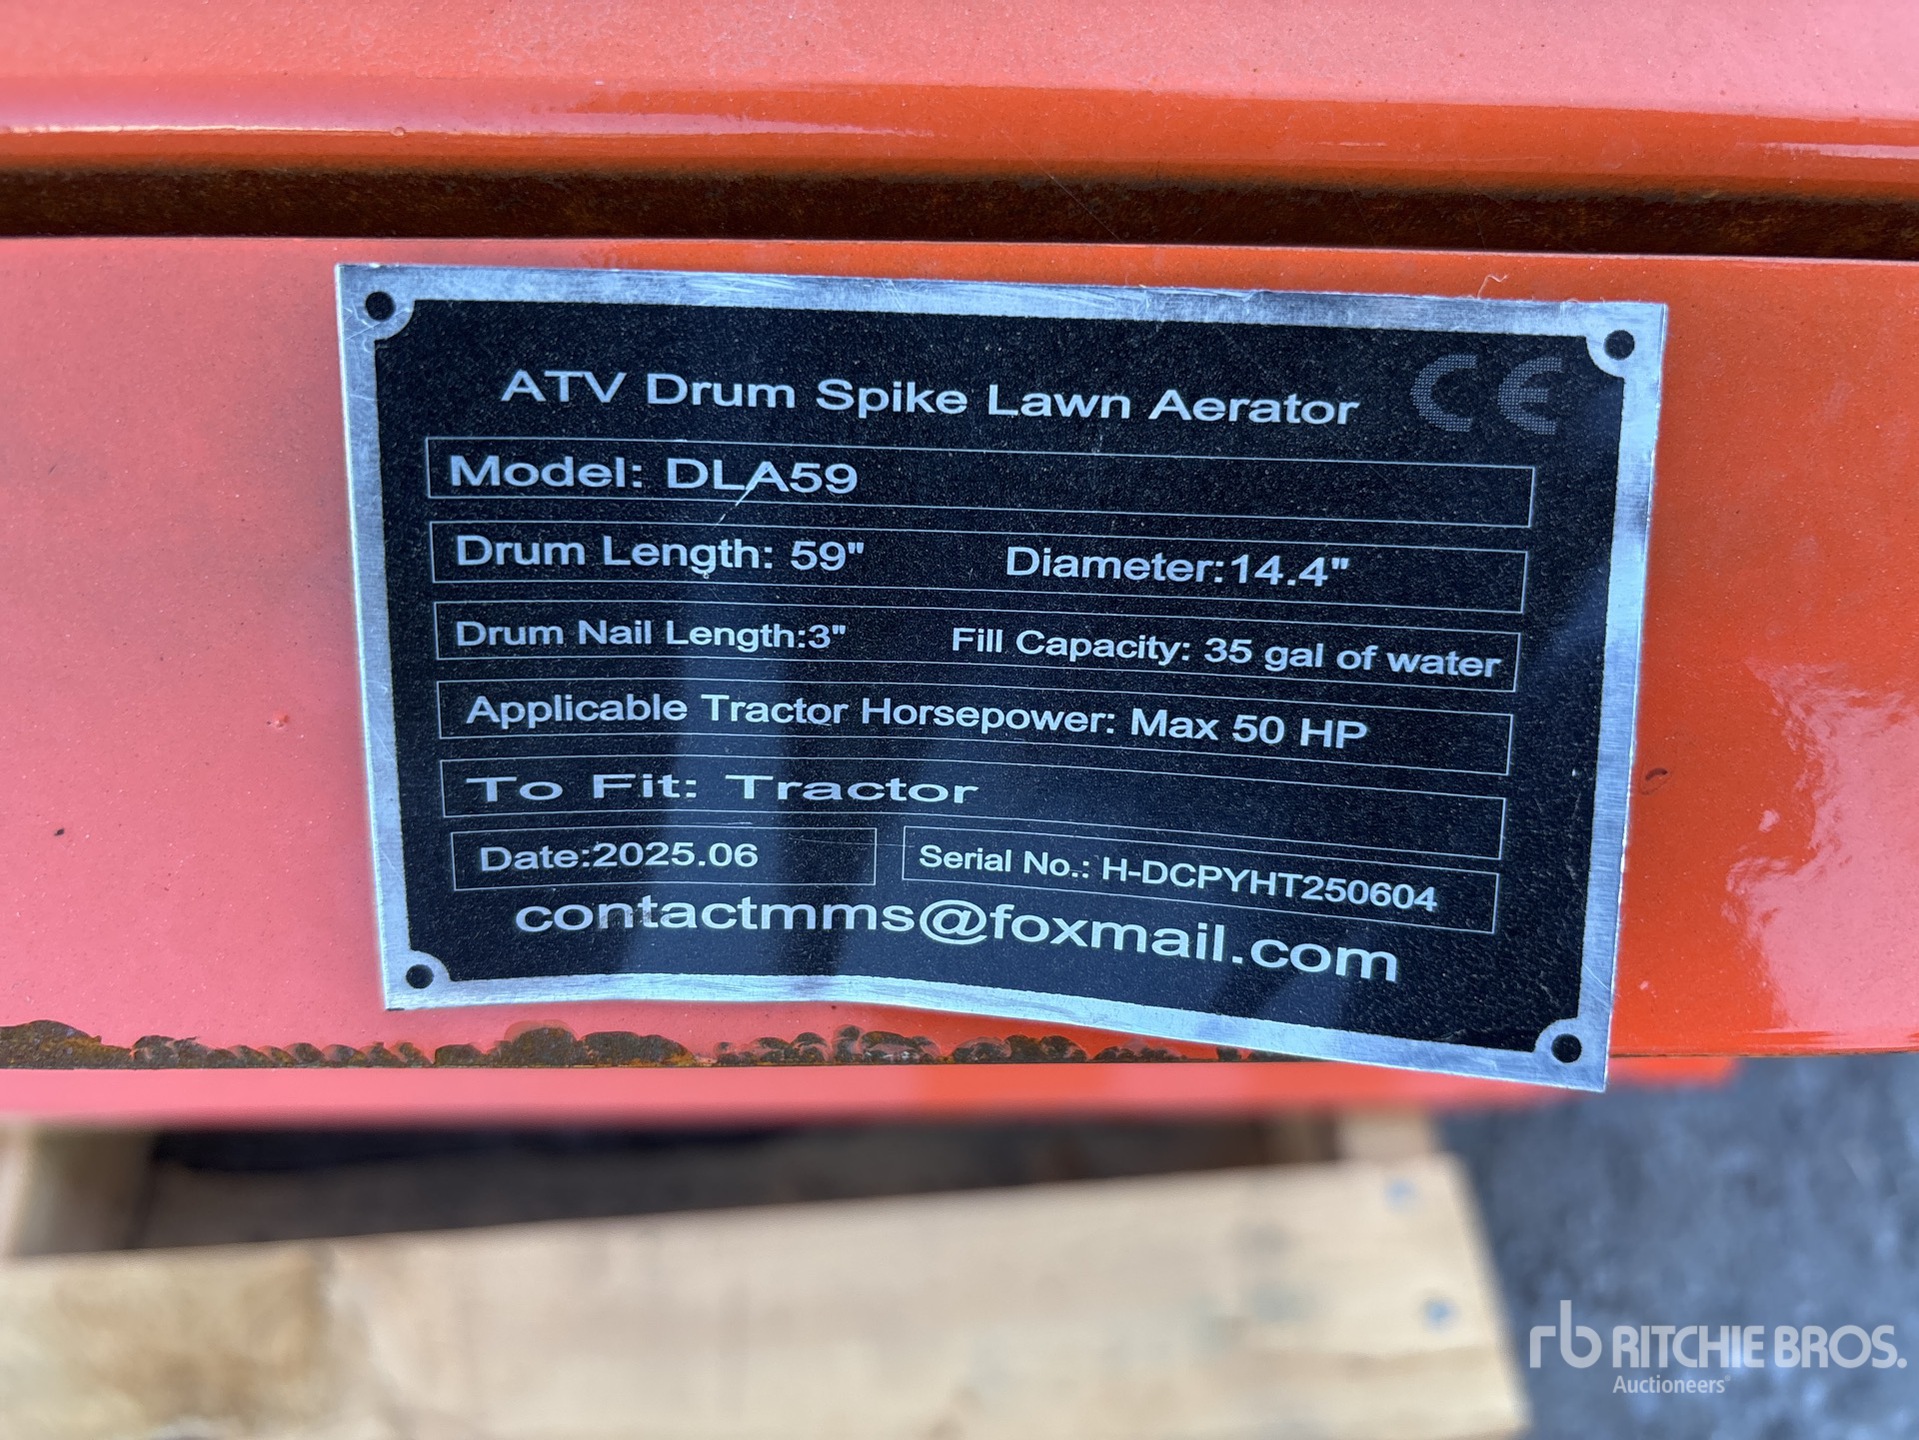 ATV Drum Spike Lawn Aerator CE
Model: DLA59
Drum Length: 59" Diameter:14.4"
Drum Nail Length:3" Fill Capacity: 35 gal of water
Applicable Tractor Horsepower: Max 50 HP
To Fit: Tractor
Date:2025.06 Serial No.: H-DCPYHT250604
contactmms@foxmail.com
rb RITCHIE BROS.
Auctioneers